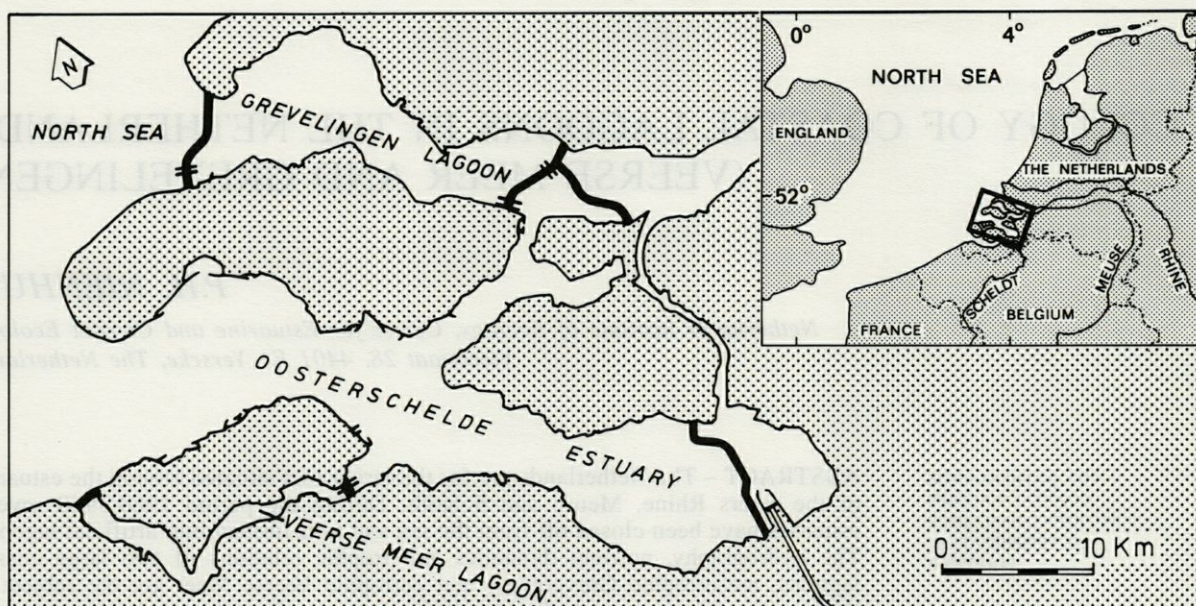 N
NORTH SEA
GREVELINGEN LAGOON
OOSTERSCHELDE ESTUARY
VEERSE MEER LAGOON
0 10 Km.
0° 4°
NORTH SEA
ENGLAND
THE NETHERLANDS
52°
SCHELDT
MEUSE
RHINE
BELGIUM
FRANCE